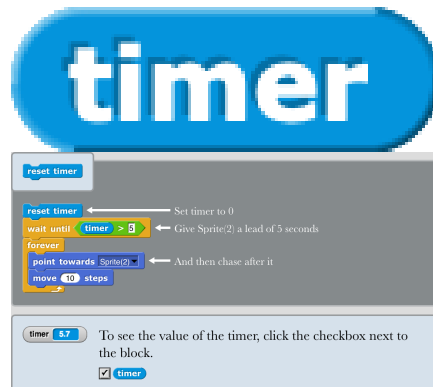 timer
reset timer
reset timer Set timer to 0
wait until timer > 5 Give Sprite(2) a lead of 5 seconds
forever
point towards Sprite(2) And then chase after it
move 10 steps
timer 5.7 To see the value of the timer, click the checkbox next to
the block.
timer